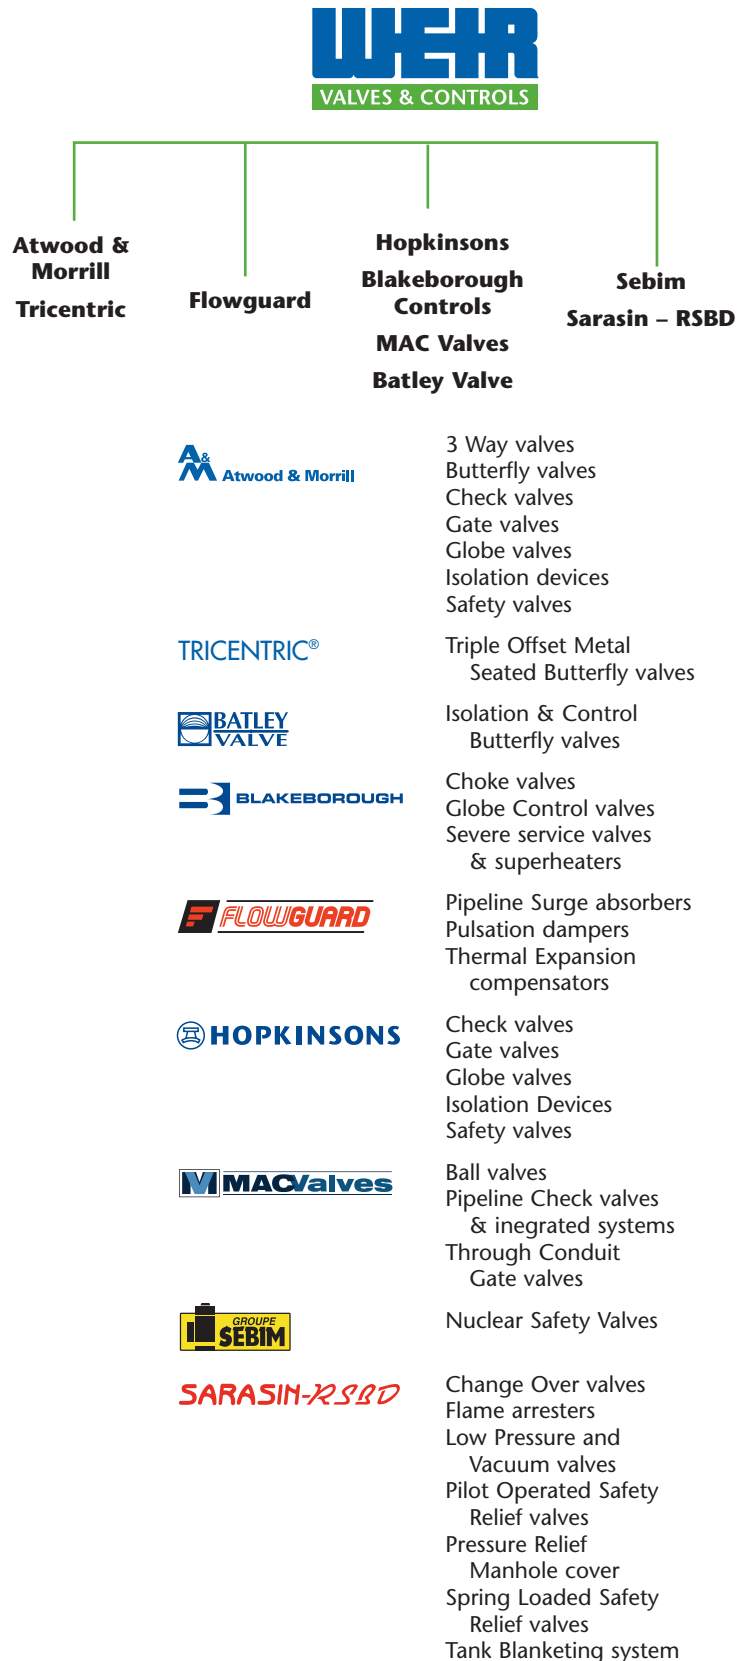 WEIR
VALVES & CONTROLS
Atwood &
Morrill
Tricentric
Flowguard
Hopkinsons
Blakeborough
Controls
MAC Valves
Batley Valve
Sebim
Sarasin – RSBD
A&M Atwood & Morrill
3 Way valves
Butterfly valves
Check valves
Gate valves
Globe valves
Isolation devices
Safety valves
TRICENTRIC®
Triple Offset Metal
Seated Butterfly valves
BATLEY
VALVE
Isolation & Control
Butterfly valves
BLAKEBOROUGH
Choke valves
Globe Control valves
Severe service valves
& superheaters
FLOWGUARD
Pipeline Surge absorbers
Pulsation dampers
Thermal Expansion
compensators
HOPKINSONS
Check valves
Gate valves
Globe valves
Isolation Devices
Safety valves
M MACValves
Ball valves
Pipeline Check valves
& inegrated systems
Through Conduit
Gate valves
GROUPE
SEBIM
Nuclear Safety Valves
SARASIN-RSBD
Change Over valves
Flame arresters
Low Pressure and
Vacuum valves
Pilot Operated Safety
Relief valves
Pressure Relief
Manhole cover
Spring Loaded Safety
Relief valves
Tank Blanketing system